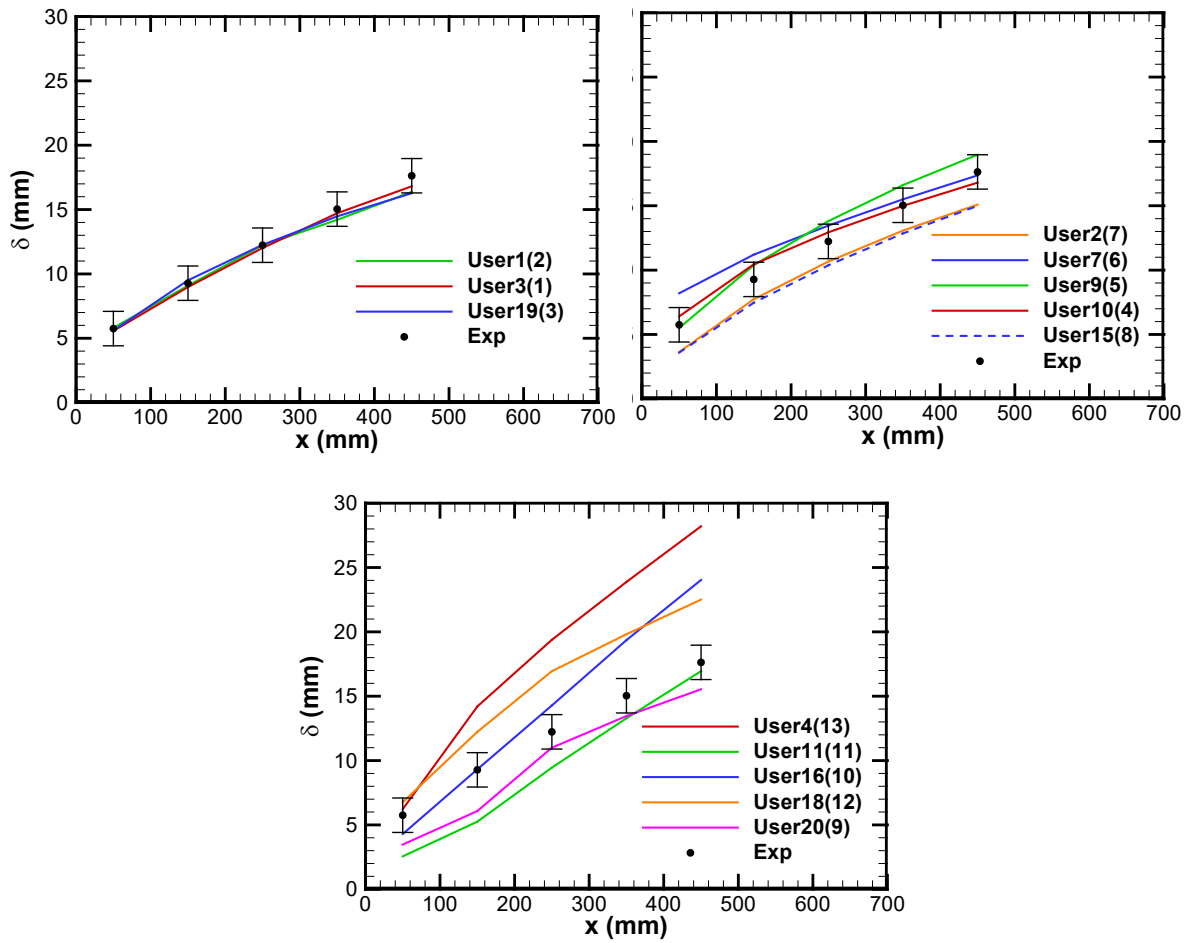 30
25
20
15
10
5
0
δ (mm)
User1(2)
User3(1)
User19(3)
Exp
0 100 200 300 400 500 600 700
x (mm)
User2(7)
User7(6)
User9(5)
User10(4)
User15(8)
Exp
0 100 200 300 400 500 600 700
x (mm)
30
25
20
15
10
5
0
δ (mm)
User4(13)
User11(11)
User16(10)
User18(12)
User20(9)
Exp
0 100 200 300 400 500 600 700
x (mm)